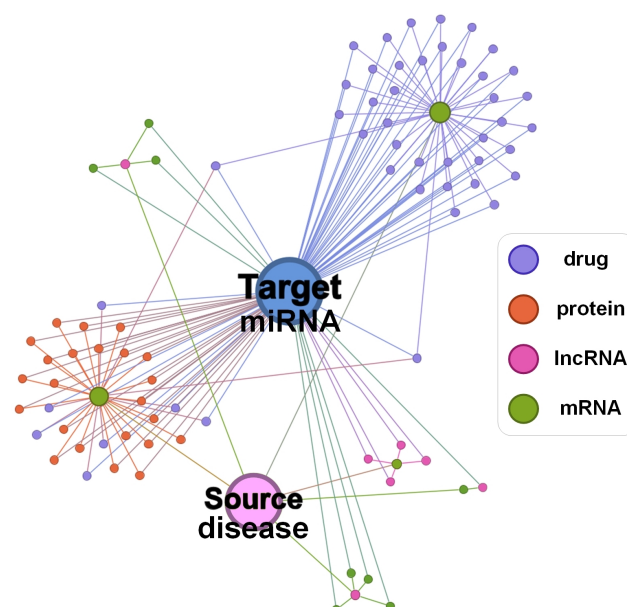 Target
miRNA
drug
protein
lncRNA
mRNA
Source
disease